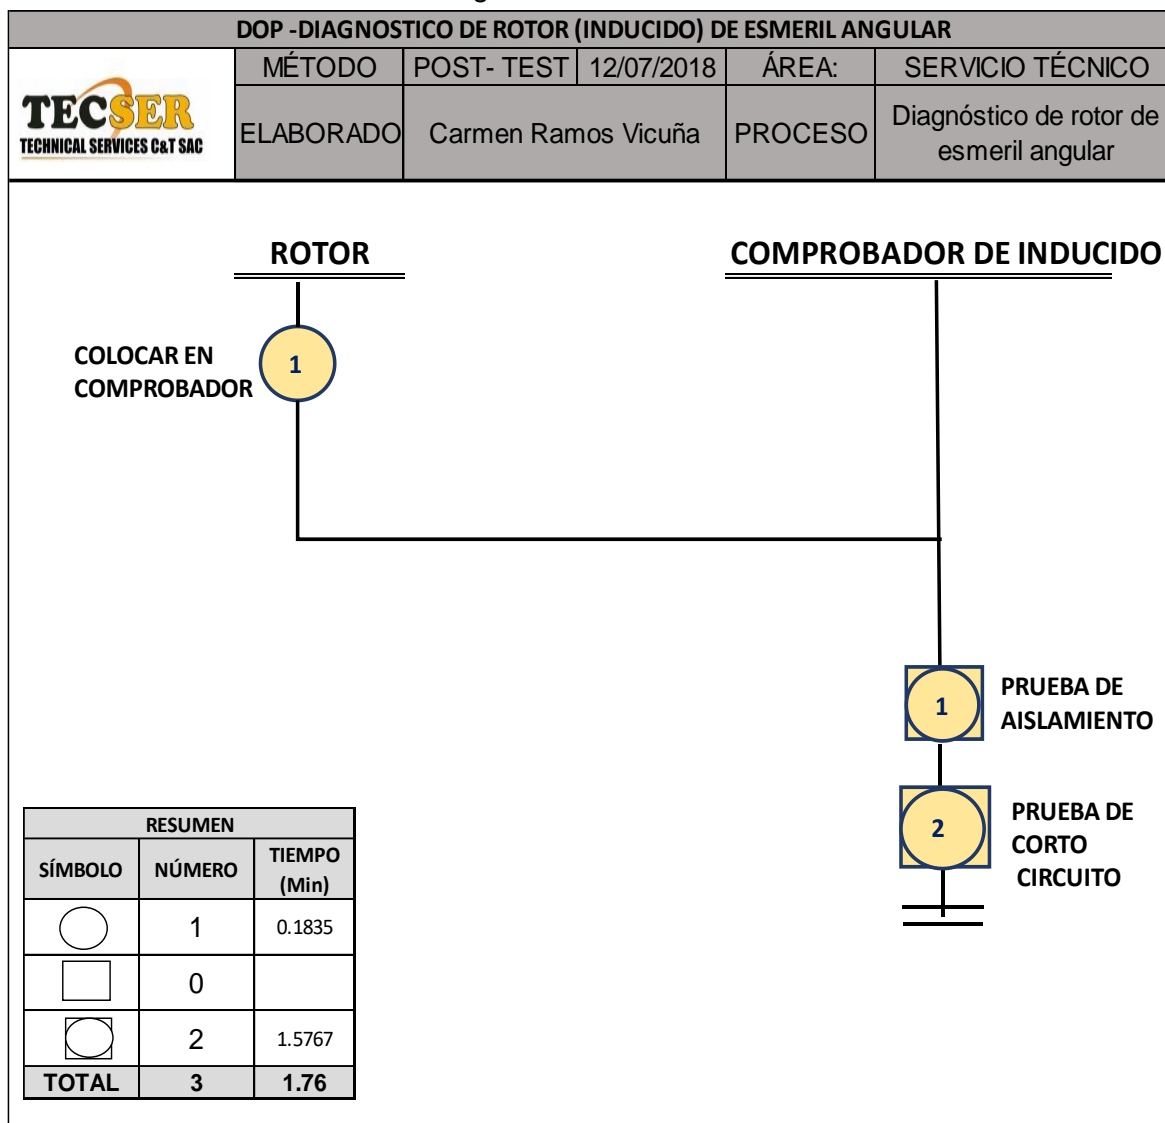 DOP -DIAGNOSTICO DE ROTOR (INDUCIDO) DE ESMERIL ANGULAR
TECSER
TECHNICAL SERVICES C&T SAC
MÉTODO POST- TEST 12/07/2018 ÁREA: SERVICIO TÉCNICO
ELABORADO Carmen Ramos Vicuña PROCESO Diagnóstico de rotor de
esmeril angular
ROTOR
COMPROBADOR DE INDUCIDO
COLOCAR EN
COMPROBADOR
1
1
PRUEBA DE
AISLAMIENTO
2
PRUEBA DE
CORTO
CIRCUITO
RESUMEN
SÍMBOLO NÚMERO TIEMPO
(Min)
1 0.1835
0
2 1.5767
TOTAL 3 1.76